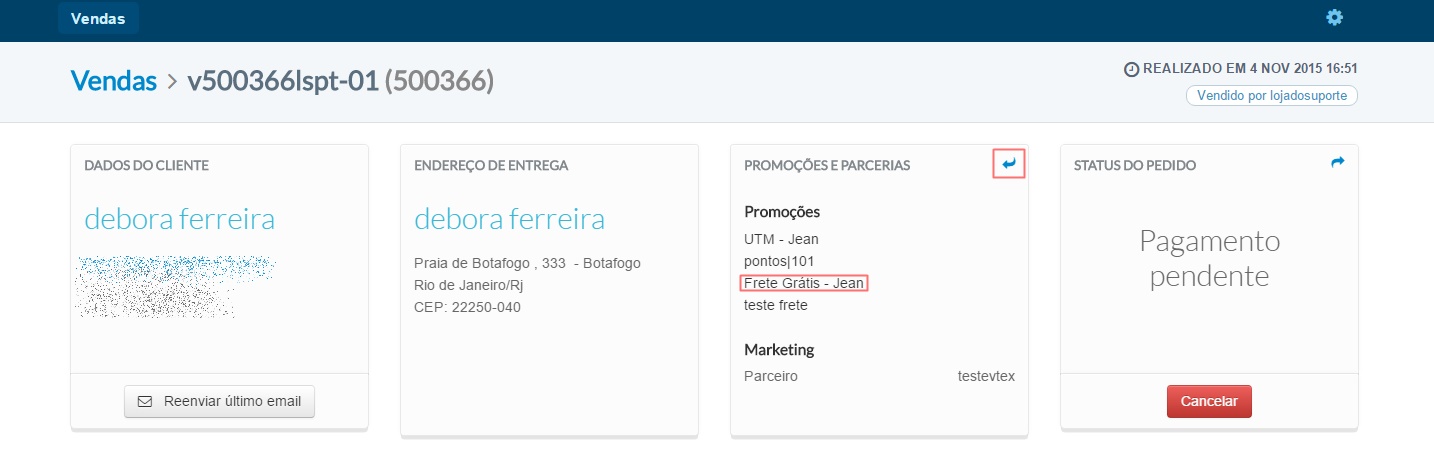 Vendas
Vendas > v500366lspt-01 (500366)
REALIZADO EM 4 NOV 2015 16:51
Vendido por lojadosuporte
DADOS DO CLIENTE
debora ferreira
Reenviar último email
ENDEREÇO DE ENTREGA
debora ferreira
Praia de Botafogo , 333 - Botafogo
Rio de Janeiro/Rj
CEP: 22250-040
PROMOÇÕES E PARCERIAS
Promoções
UTM - Jean
pontos|101
Frete Grátis - Jean
teste frete
Marketing
Parceiro testevtex
STATUS DO PEDIDO
Pagamento
pendente
Cancelar